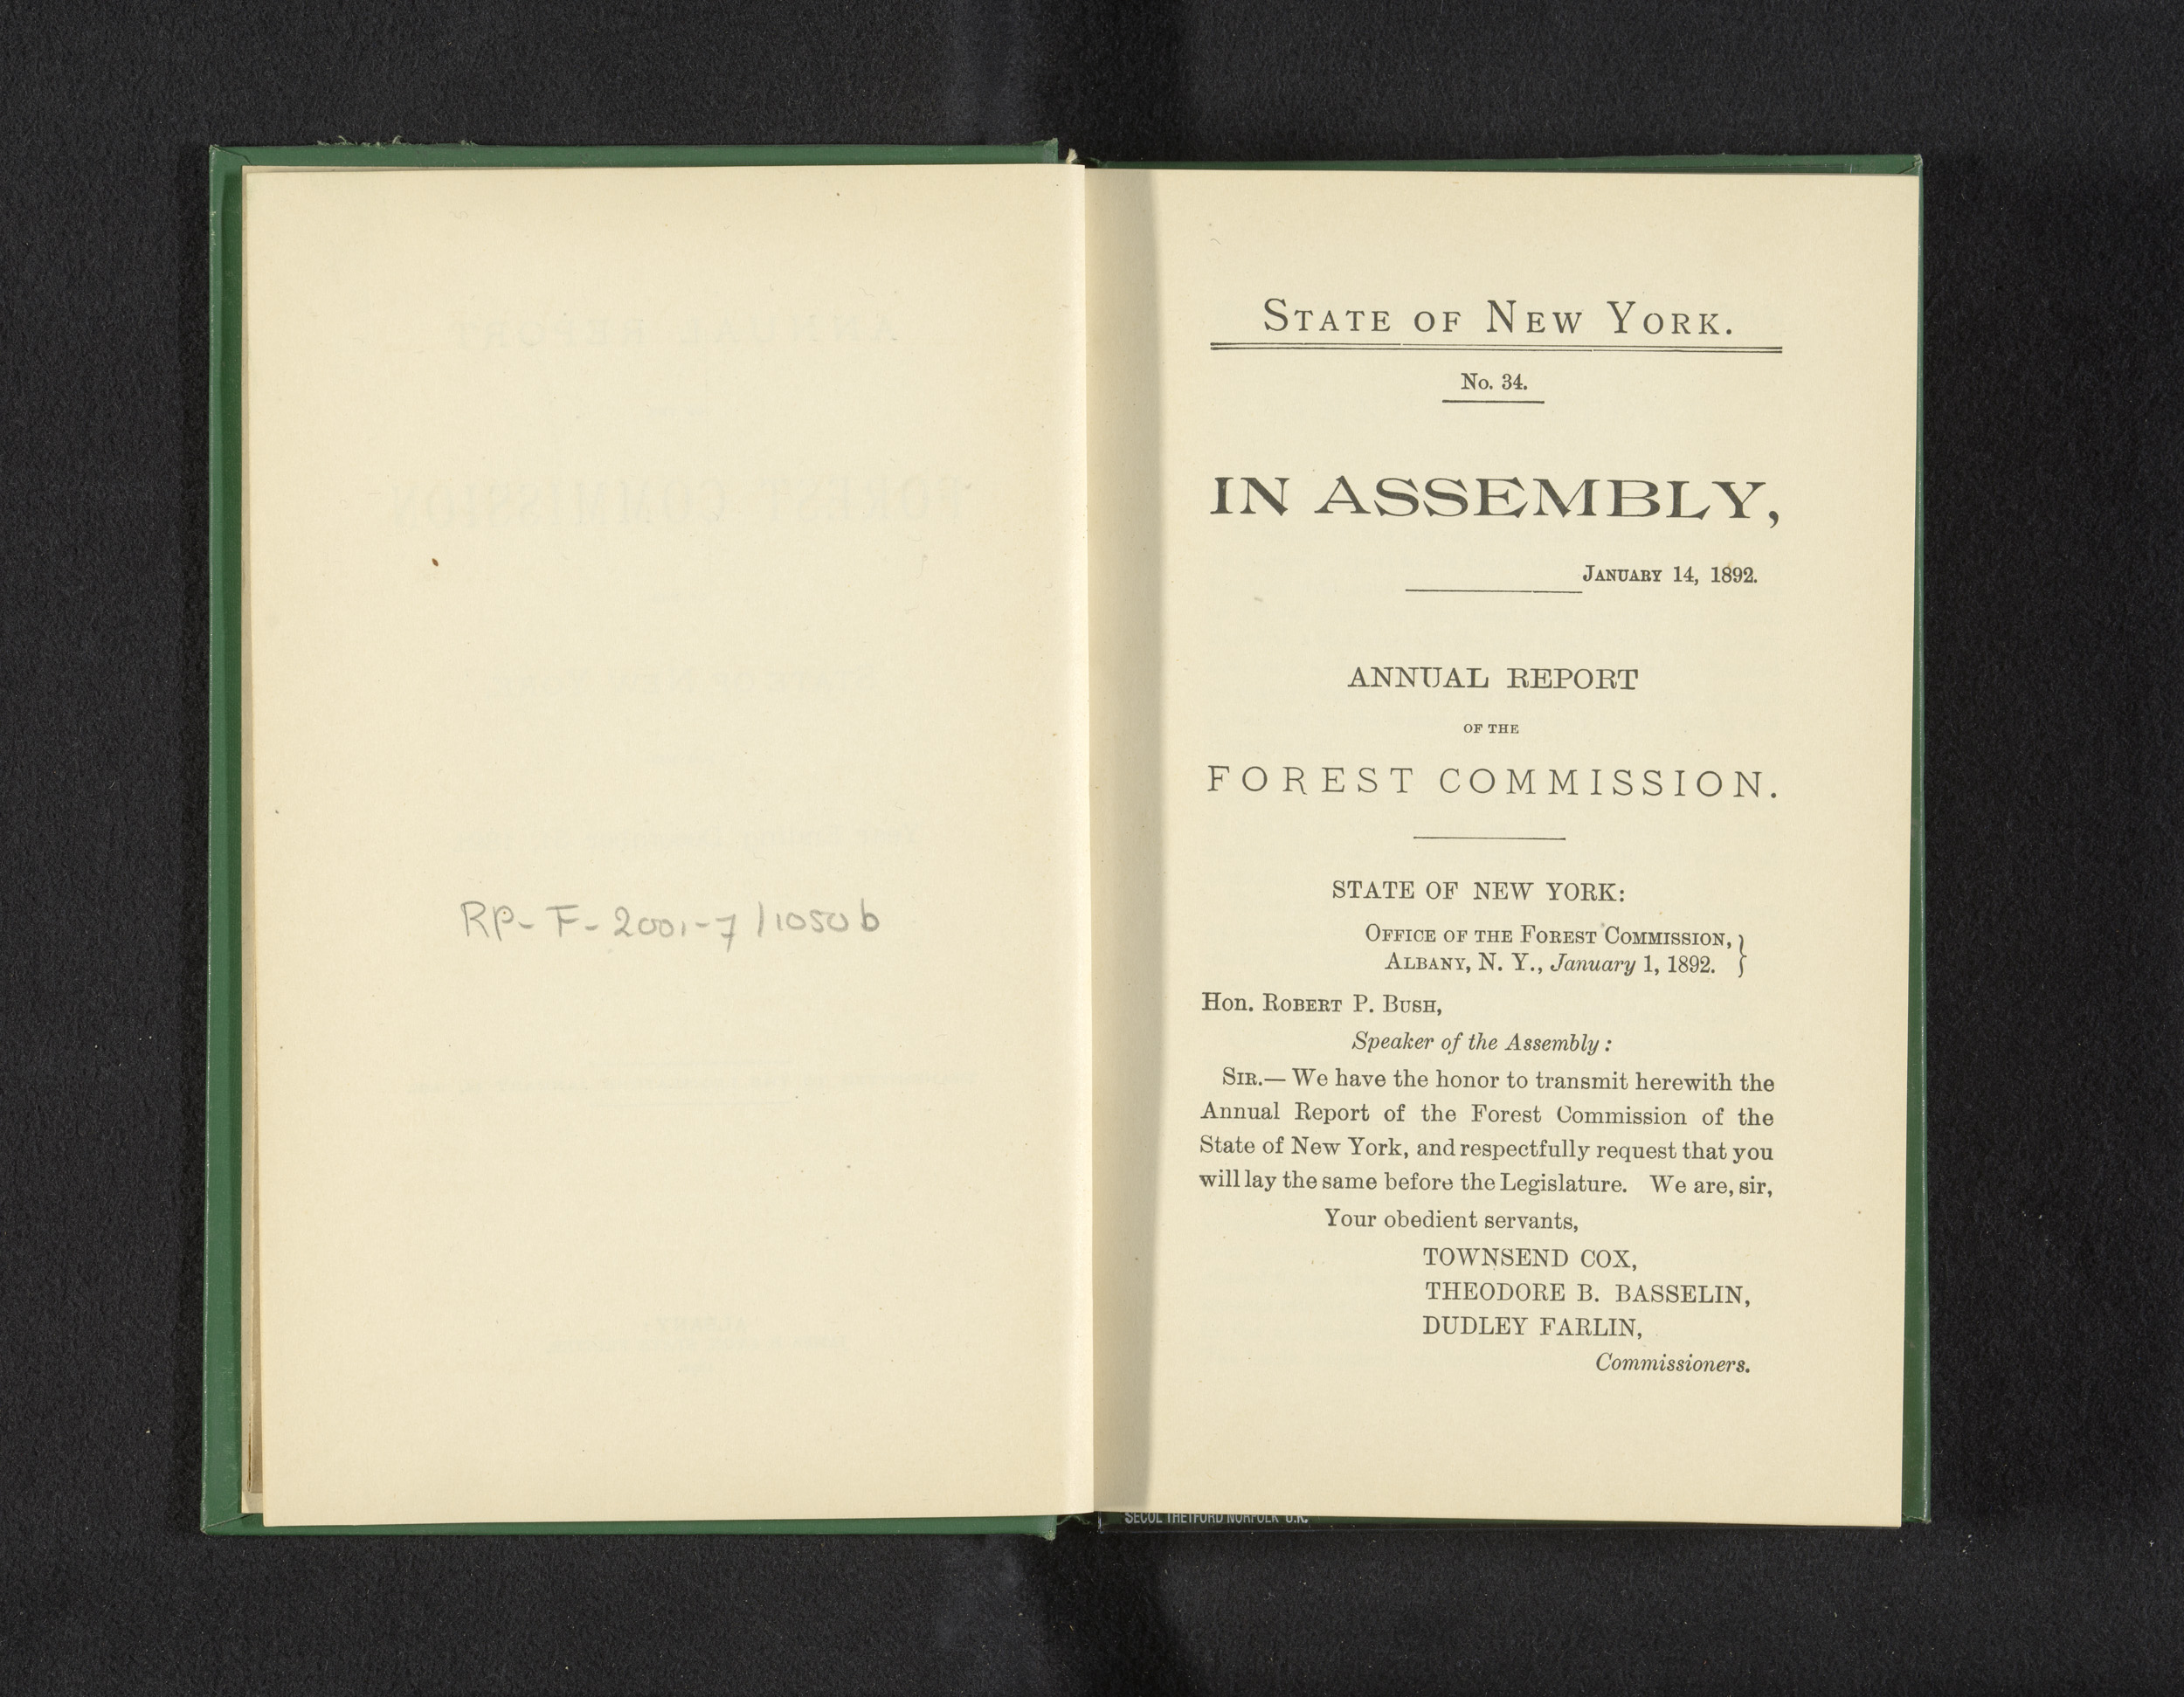 RP-F-2001-7/1050b
STATE OF NEW YORK.
No. 34.
IN ASSEMBLY,
JANUARY 14, 1892.
ANNUAL REPORT
OF THE
FOREST COMMISSION.
STATE OF NEW YORK:
OFFICE OF THE FOREST COMMISSION,
ALBANY, N. Y., January 1, 1892.
Hon. ROBERT P. BUSH,
Speaker of the Assembly:
SIR.— We have the honor to transmit herewith the
Annual Report of the Forest Commission of the
State of New York, and respectfully request that you
will lay the same before the Legislature. We are, sir,
Your obedient servants,
TOWNSEND COX,
THEODORE B. BASSELIN,
DUDLEY FARLIN,
Commissioners.
SECOL THETFORD NORFOLK U.K.